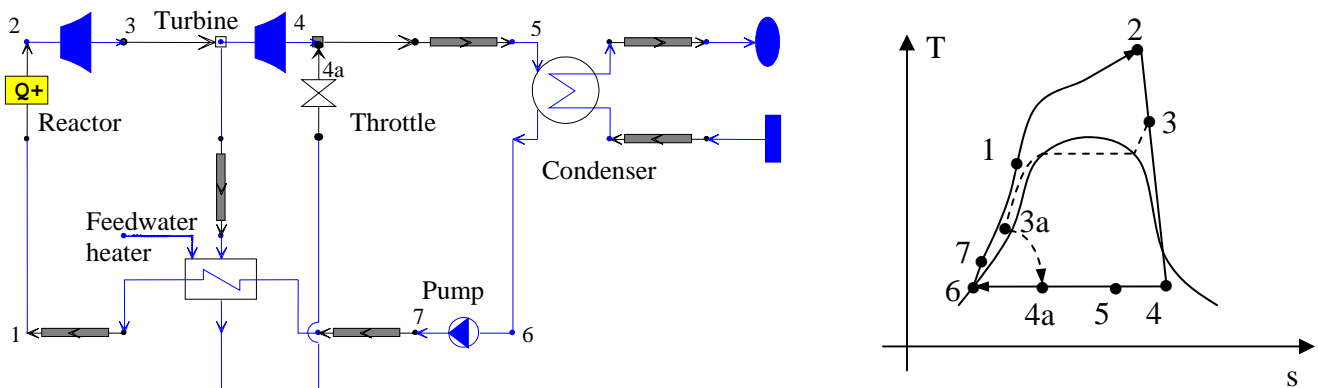 2
3
Turbine
4
5
4a
Q+
Reactor
Throttle
Condenser
Feedwater
heater
Pump
1
7
6
T
2
3
1
3a
7
6
4a
5
4
s